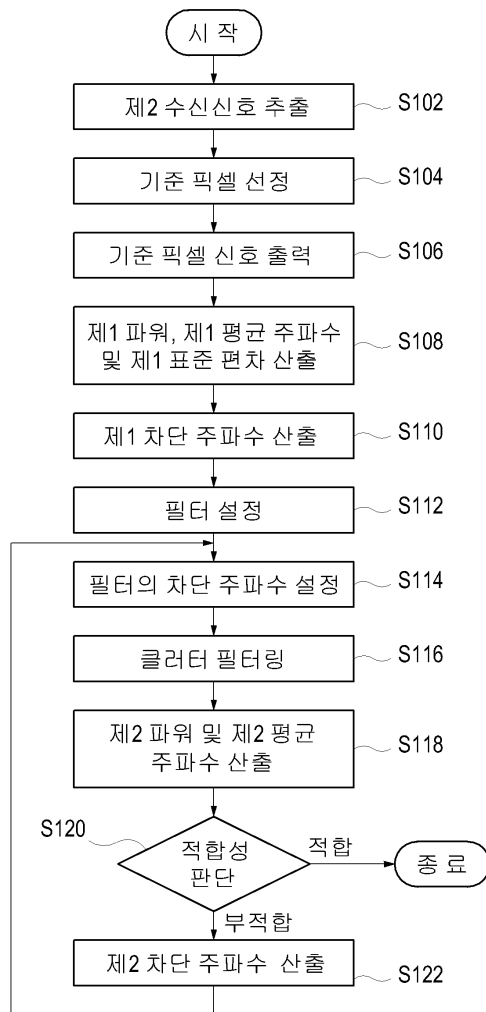 시 작
제2 수신신호 추출
S102
기준 픽셀 선정
S104
기준 픽셀 신호 출력
S106
제1 파워, 제1 평균 주파수
및 제1 표준 편차 산출
S108
제1 차단 주파수 산출
S110
필터 설정
S112
필터의 차단 주파수 설정
S114
클러터 필터링
S116
제2 파워 및 제2 평균
주파수 산출
S118
S120
적합성
판단
적합
종 료
부적합
제2 차단 주파수 산출
S122